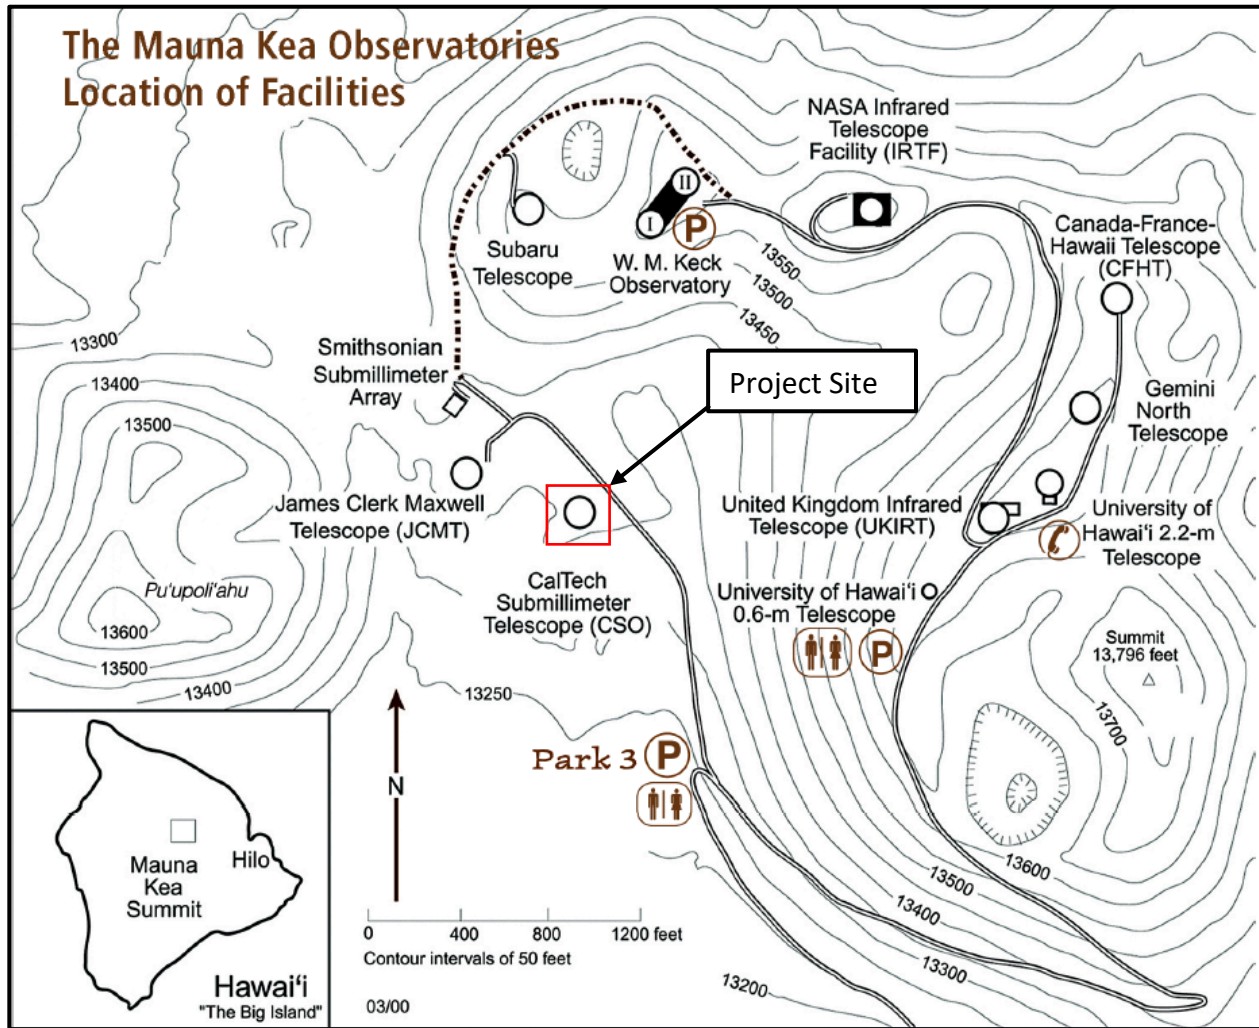 The Mauna Kea Observatories
Location of Facilities
NASA Infrared
Telescope
Facility (IRTF)
Canada-France-
Hawaii Telescope
(CFHT)
II
I
P
Subaru
Telescope
W. M. Keck
Observatory
13550
13500
13450
13300
13400
13500
Smithsonian
Submillimeter
Array
Project Site
Gemini
North
Telescope
James Clerk Maxwell
Telescope (JCMT)
United Kingdom Infrared
Telescope (UKIRT)
University of
Hawai‘i 2.2-m
Telescope
CalTech
Submillimeter
Telescope (CSO)
University of Hawai‘i
0.6-m Telescope
P
Pu‘upoli‘ahu
13600
13500
13400
13250
Summit
13,796 feet
13700
Park 3 P
N
13600
13500
13400
13300
13200
Mauna
Kea
Summit
Hilo
Hawai‘i
"The Big Island"
0 400 800 1200 feet
Contour intervals of 50 feet
03/00